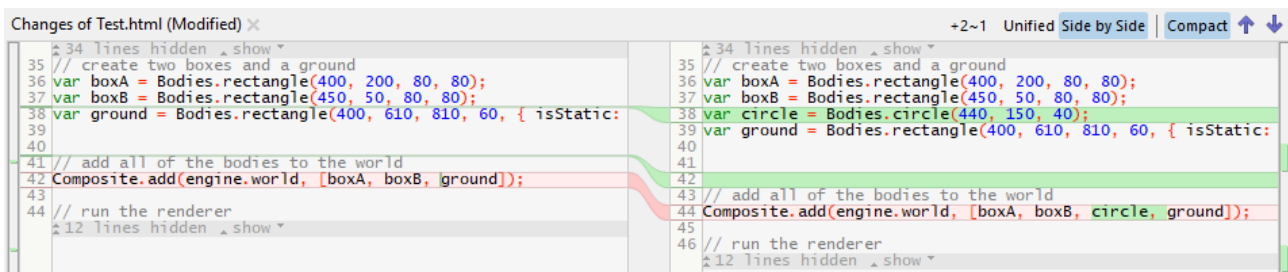 Changes of Test.html (Modified) × +2~1 Unified Side by Side Compact
34 lines hidden show
35 // create two boxes and a ground
36 var boxA = Bodies.rectangle(400, 200, 80, 80);
37 var boxB = Bodies.rectangle(450, 50, 80, 80);
38 var ground = Bodies.rectangle(400, 610, 810, 60, { isStatic:
39
40
41 // add all of the bodies to the world
42 Composite.add(engine.world, [boxA, boxB, ground]);
43
44 // run the renderer
12 lines hidden show
34 lines hidden show
35 // create two boxes and a ground
36 var boxA = Bodies.rectangle(400, 200, 80, 80);
37 var boxB = Bodies.rectangle(450, 50, 80, 80);
38 var circle = Bodies.circle(440, 150, 40);
39 var ground = Bodies.rectangle(400, 610, 810, 60, { isStatic:
40
41
42
43 // add all of the bodies to the world
44 Composite.add(engine.world, [boxA, boxB, circle, ground]);
45
46 // run the renderer
12 lines hidden show